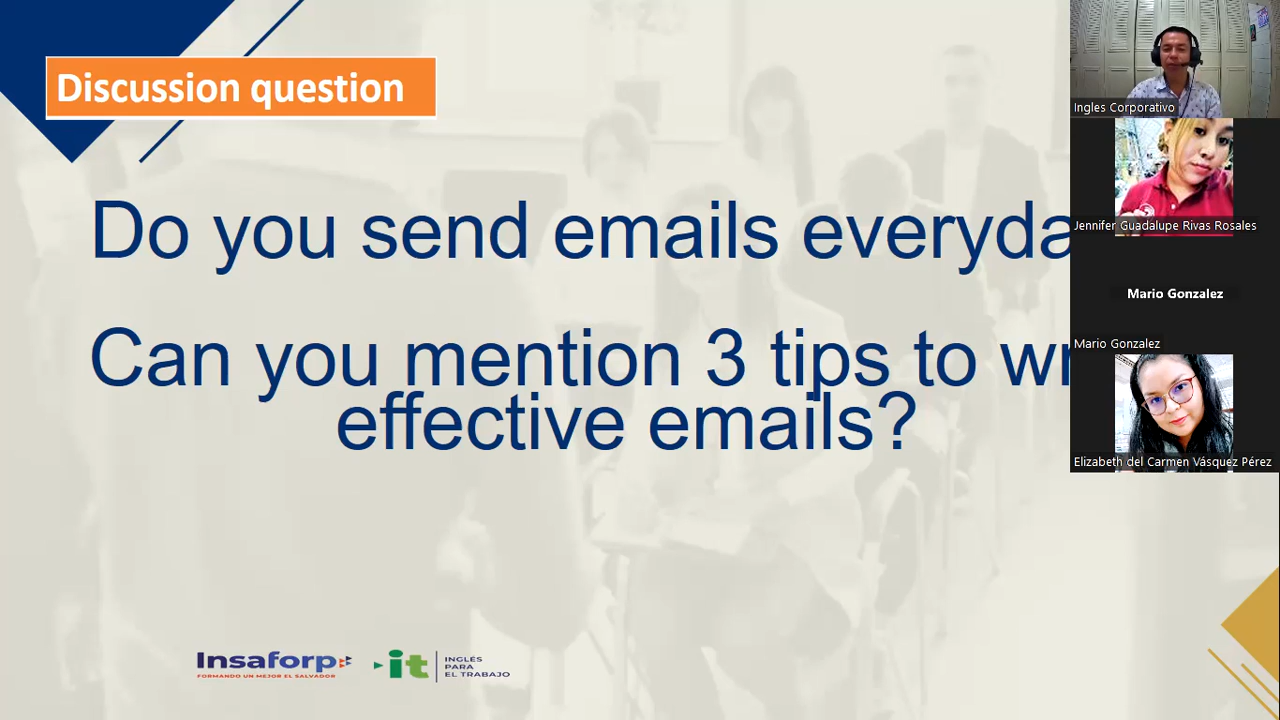 Discussion question
Do you send emails everyda
Can you mention 3 tips to wr
effective emails?
Insaforp
FORMANDO UN MEJOR EL SALVADOR
it
INGLÉS
PARA
EL TRABAJO
Ingles Corporativo
Jennifer Guadalupe Rivas Rosales
Mario Gonzalez
Mario Gonzalez
Elizabeth del Carmen Vásquez Pérez